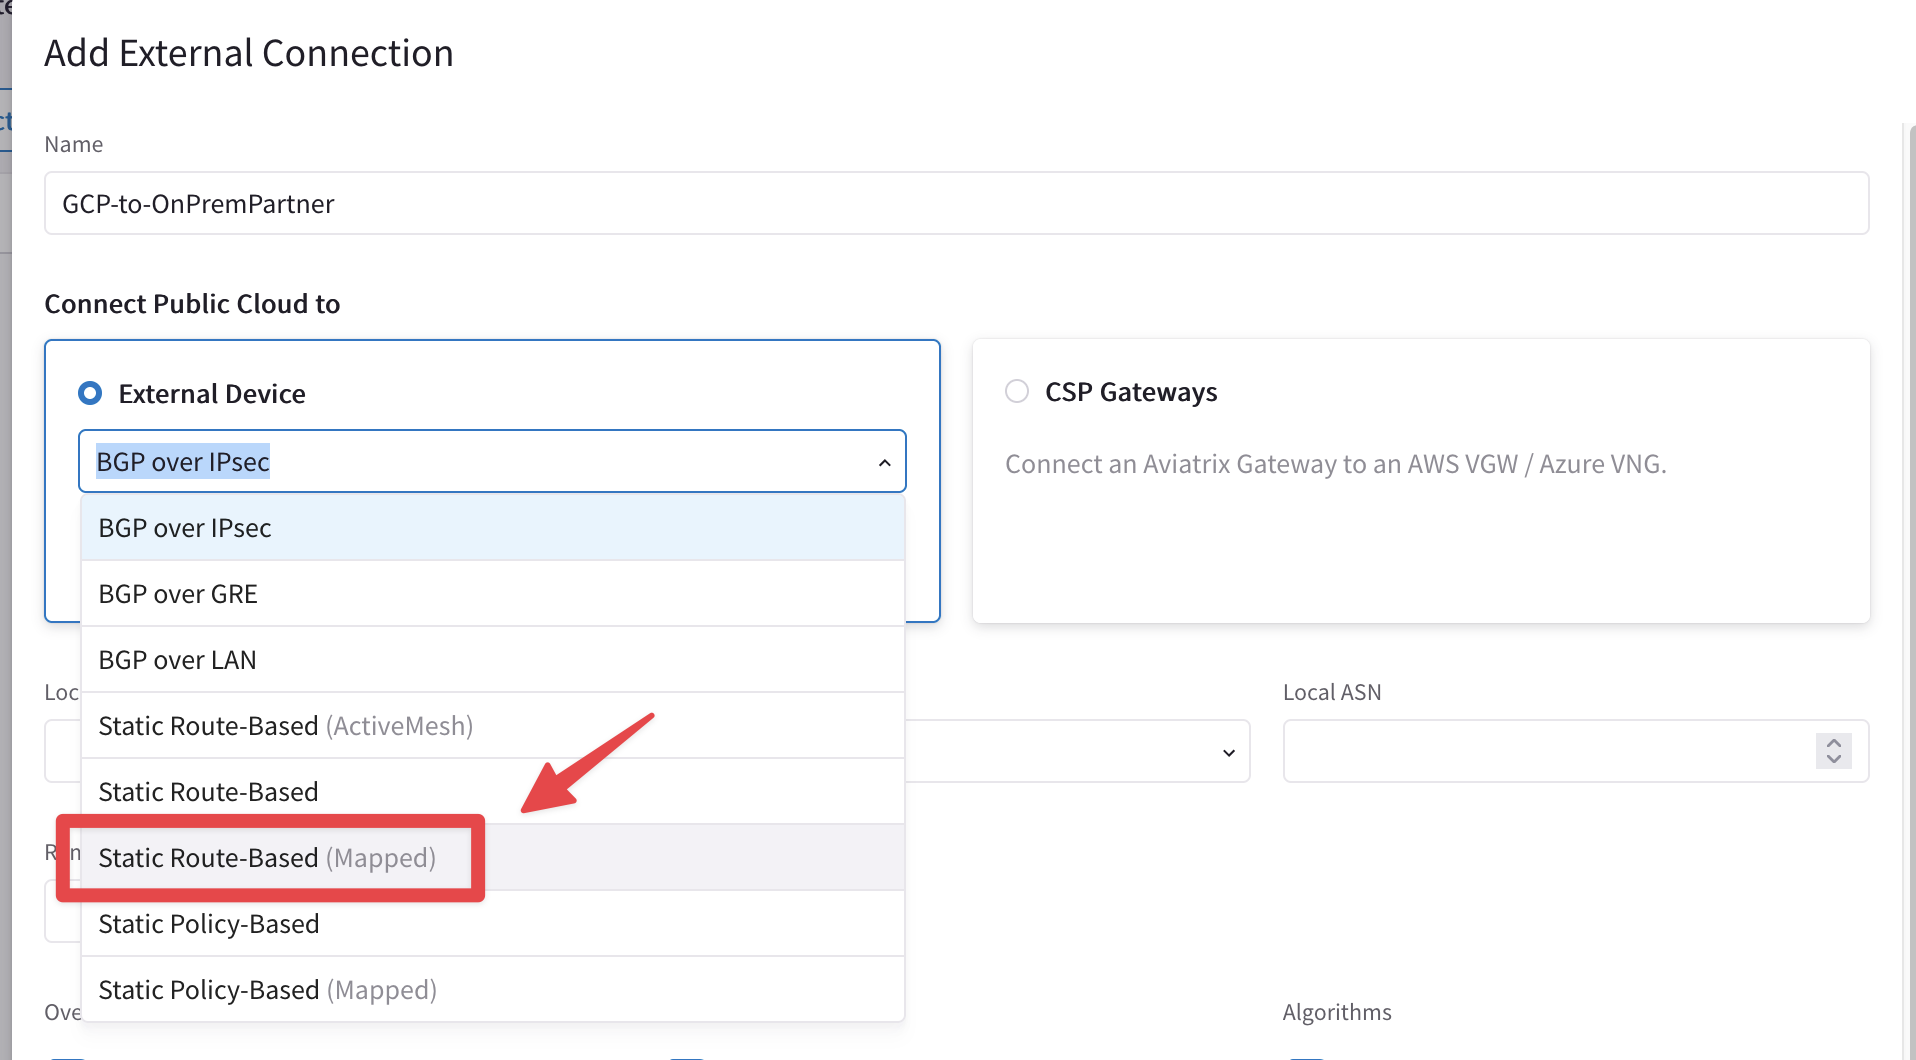 Add External Connection
Name
GCP-to-OnPremPartner
Connect Public Cloud to
External Device
CSP Gateways
BGP over IPsec
Connect an Aviatrix Gateway to an AWS VGW / Azure VNG.
BGP over IPsec
BGP over GRE
BGP over LAN
Loc
Local ASN
Static Route-Based (ActiveMesh)
Static Route-Based
Static Route-Based (Mapped)
Static Policy-Based
Static Policy-Based (Mapped)
Ove
Algorithms